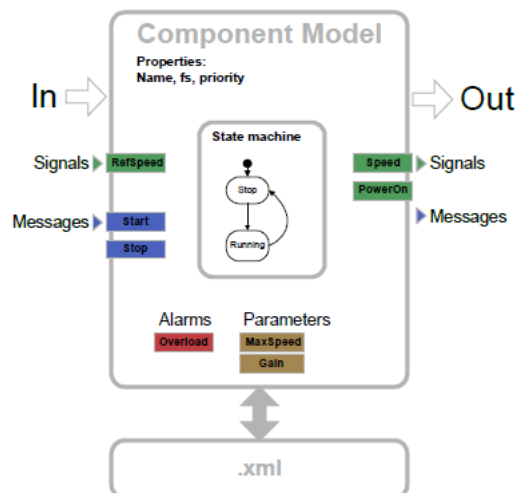 Component Model
Properties:
Name, fs, priority
In
Out
State machine
Signals
RefSpeed
Speed
Signals
Stop
PowerOn
Messages
Start
Messages
Stop
Running
Alarms
Parameters
Overload
MaxSpeed
Gain
.xml